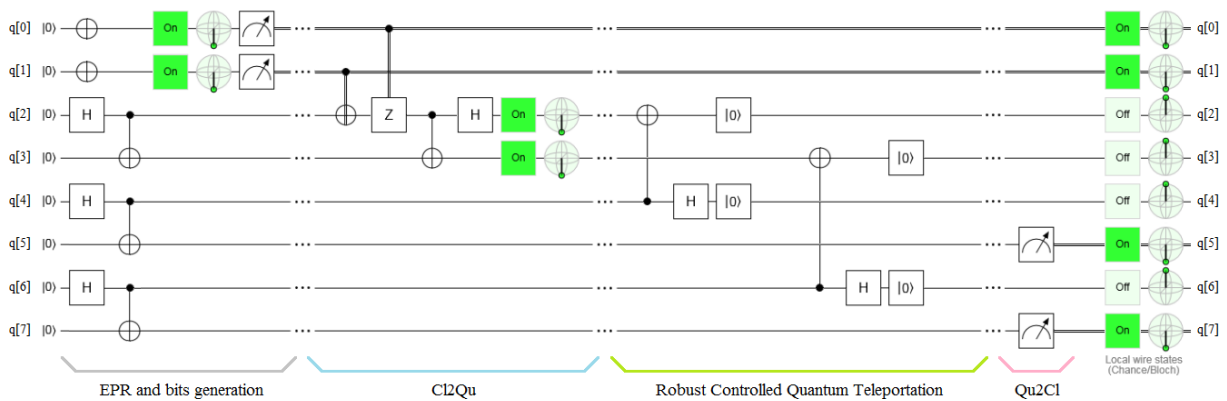 q[0] |0⟩ On ... ... ... On q[0]
q[1] |0⟩ On ... ... ... On q[1]
q[2] |0⟩ H ... Z H On ... |0⟩ ... Off q[2]
q[3] |0⟩ ... On ... |0⟩ ... Off q[3]
q[4] |0⟩ H ... ... H |0⟩ ... Off q[4]
q[5] |0⟩ ... ... ... On q[5]
q[6] |0⟩ H ... ... H |0⟩ ... Off q[6]
q[7] |0⟩ ... ... ... On q[7]
Local wire states
(Chance/Bloch)
EPR and bits generation Cl2Qu Robust Controlled Quantum Teleportation Qu2Cl